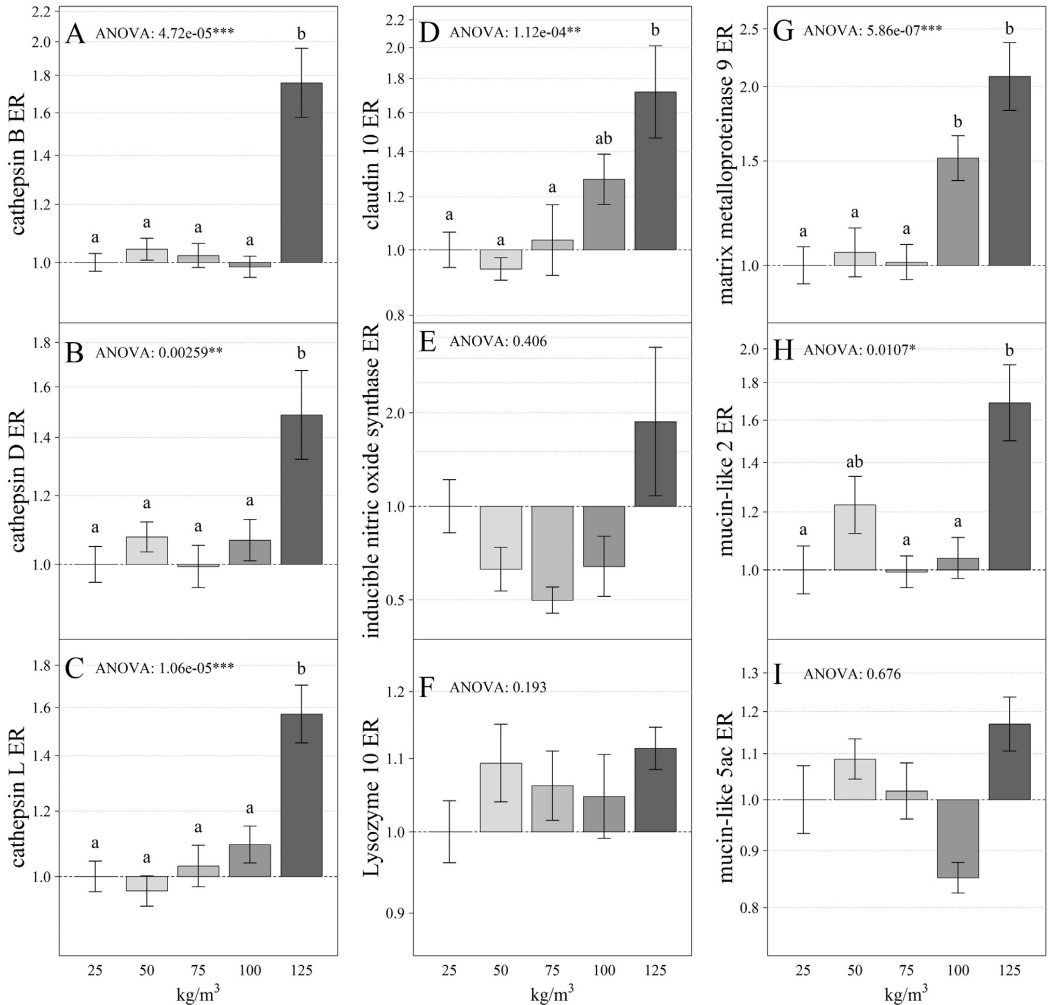 A ANOVA: 4.72e-05***
cathepsin B ER
2.2
2.0
1.8
1.6
1.4
1.2
1.0
a a a a b
B ANOVA: 0.00259**
cathepsin D ER
1.8
1.6
1.4
1.2
1.0
a a a a b
C ANOVA: 1.06e-05***
cathepsin L ER
1.8
1.6
1.4
1.2
1.0
a a a a b
25 50 75 100 125
kg/m³
D ANOVA: 1.12e-04**
claudin 10 ER
2.2
2.0
1.8
1.6
1.4
1.2
1.0
0.8
a a a ab b
E ANOVA: 0.406
inducible nitric oxide synthase ER
2.0
1.0
0.5
F ANOVA: 0.193
Lysozyme 10 ER
1.2
1.1
1.0
0.9
25 50 75 100 125
kg/m³
G ANOVA: 5.86e-07***
matrix metalloproteinase 9 ER
2.5
2.0
1.5
1.0
a a a b b
H ANOVA: 0.0107*
mucin-like 2 ER
2.0
1.8
1.6
1.4
1.2
1.0
a ab a a b
I ANOVA: 0.676
mucin-like 5ac ER
1.3
1.2
1.1
1.0
0.9
0.8
25 50 75 100 125
kg/m³